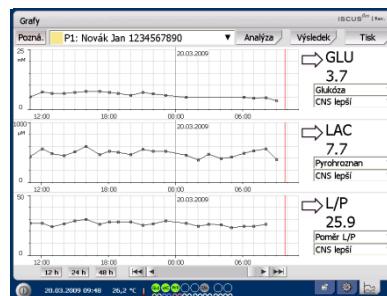 Grafy
ISCUS
Pozná. P1: Novák Jan 1234567890 Analýza Výsledek Tisk
25
mM
0
20.03.2009
12:00 18:00 00:00 06:00
GLU
3.7
Glukóza
CNS lepší
1000
µM
0
20.03.2009
12:00 18:00 00:00 06:00
LAC
7.7
Pyrohroznan
CNS lepší
50
0
20.03.2009
12:00 18:00 00:00 06:00
L/P
25.9
Poměr L/P
CNS lepší
12 h 24 h 48 h
20.03.2009 09:48 26,2 °C